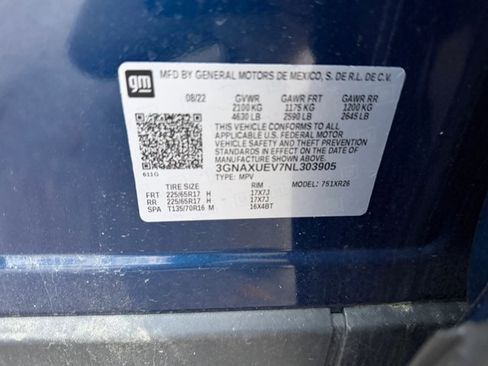 gm
MFD BY GENERAL MOTORS DE MEXICO, S. DE R.L. DE C.V.
08/22 GVWR GAWR FRT GAWR RR
2100 KG 1175 KG 1200 KG
4630 LB 2590 LB 2645 LB
THIS VEHICLE CONFORMS TO ALL
APPLICABLE U.S. FEDERAL MOTOR
VEHICLE SAFETY AND THEFT PREVENTION
STANDARDS IN EFFECT ON THE DATE OF
MANUFACTURE SHOWN ABOVE.
3GNAXUEV7NL303905
611G TYPE: MPV MODEL: 751XR26
TIRE SIZE RIM
FRT 225/65R17 H 17X7J
RR 225/65R17 H 17X7J
SPA T135/70R16 M 16X4BT